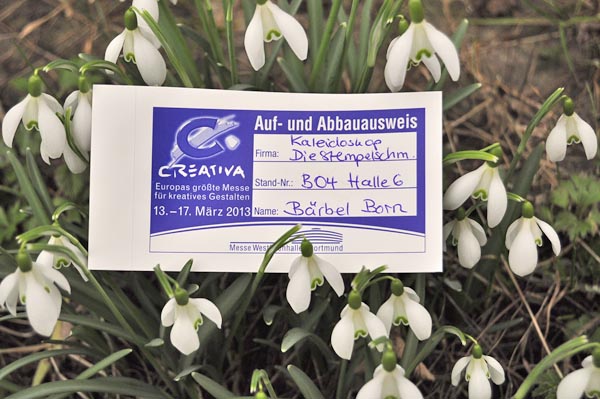 CREATIVA
Europas größte Messe
für kreatives Gestalten
13.–17. März 2013
Auf- und Abbauausweis
Firma: Kaleidoskop
Die Stempelschm.
Stand-Nr.: B04 Halle 6
Name: Bärbel Born
Messe Westfalenhallen Dortmund